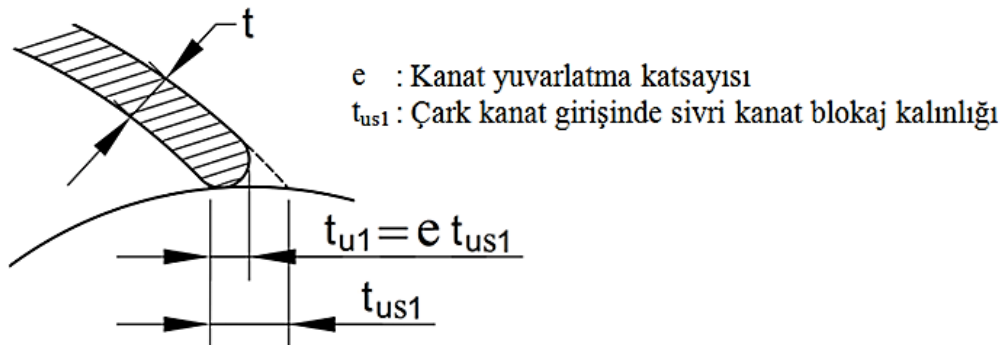 t
e : Kanat yuvarlatma katsayısı
tus1 : Çark kanat girişinde sivri kanat blokaj kalınlığı
tu1=e tus1
tus1